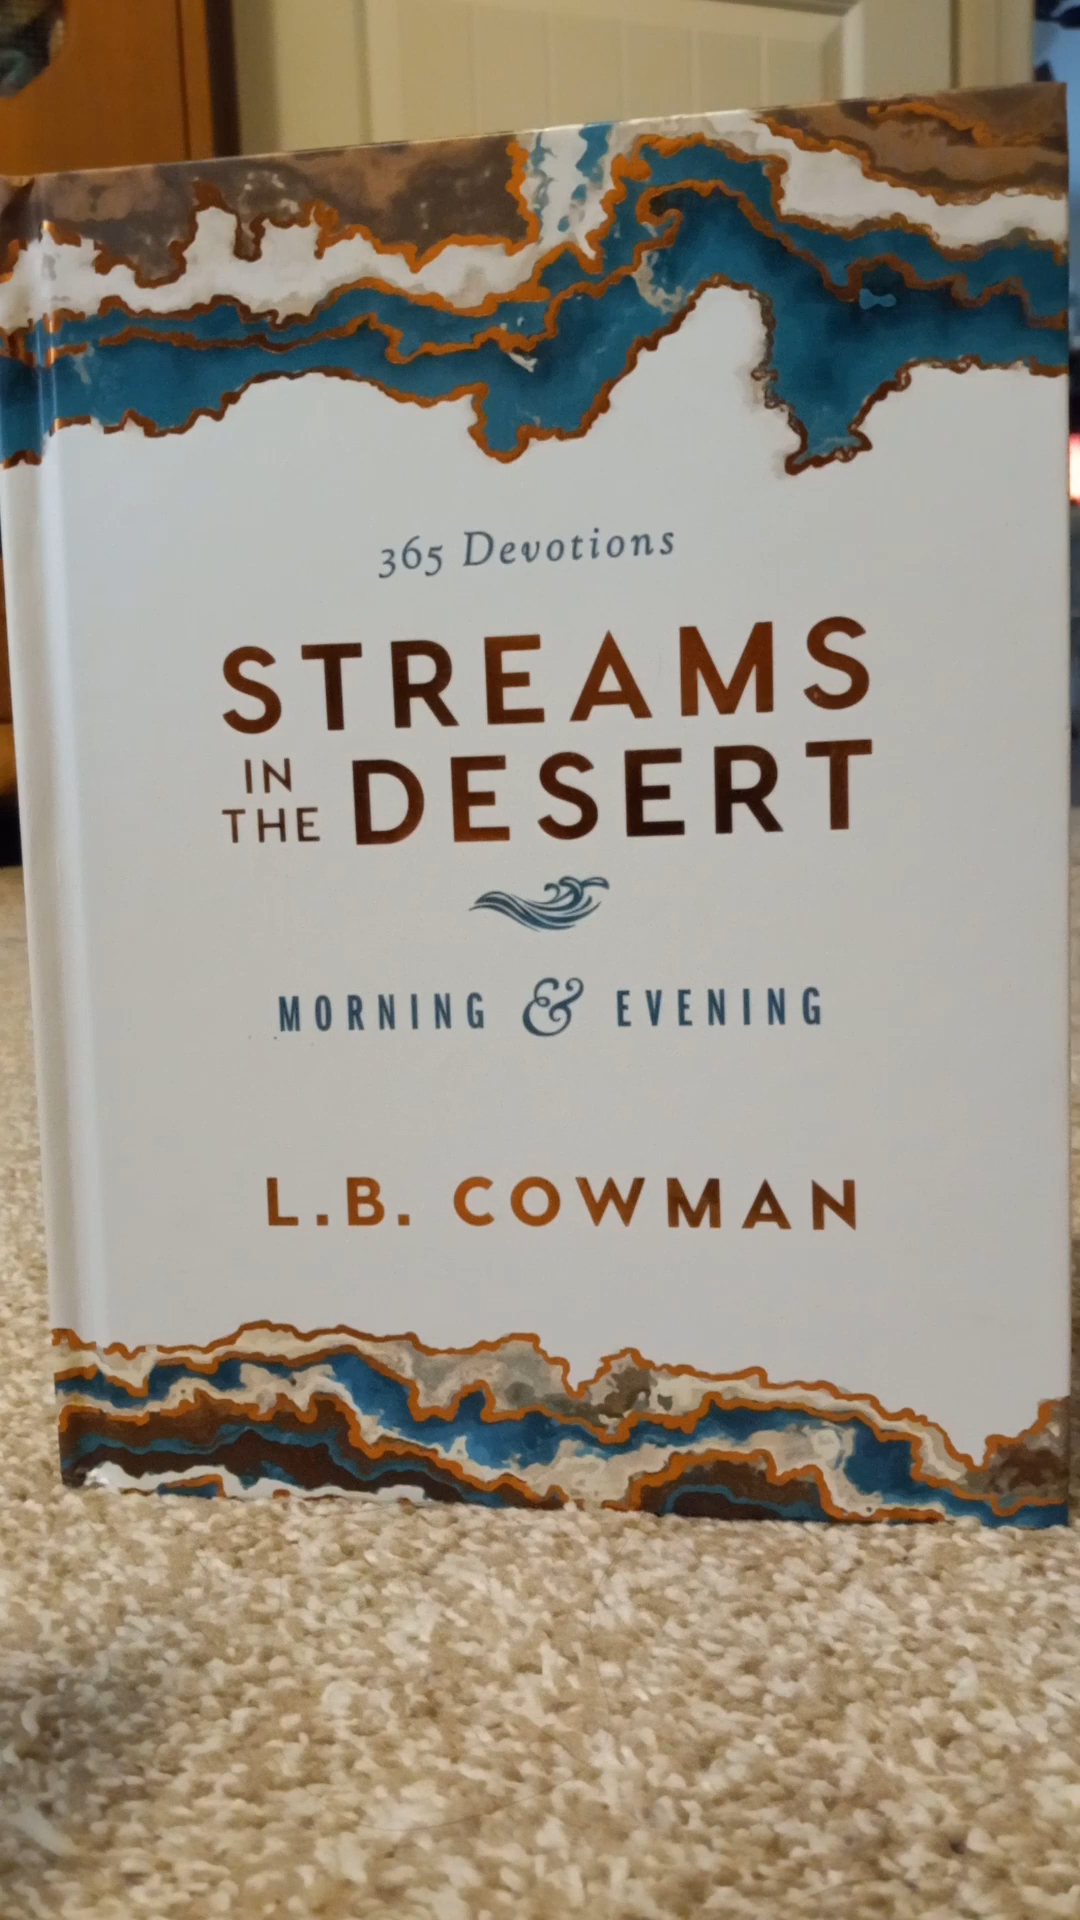 365 Devotions
STREAMS
IN THE DESERT
MORNING & EVENING
L.B. COWMAN